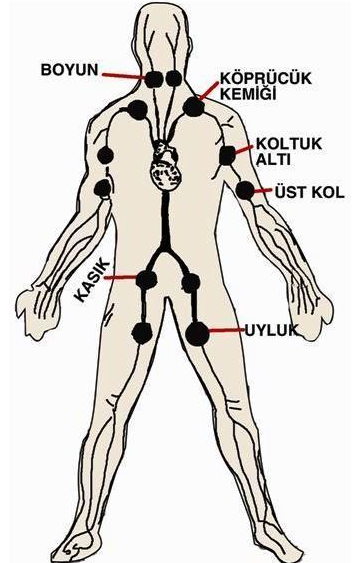 BOYUN
KÖPRÜCÜK
KEMİĞİ
KOLTUK
ALTI
ÜST KOL
KASIK
UYLUK